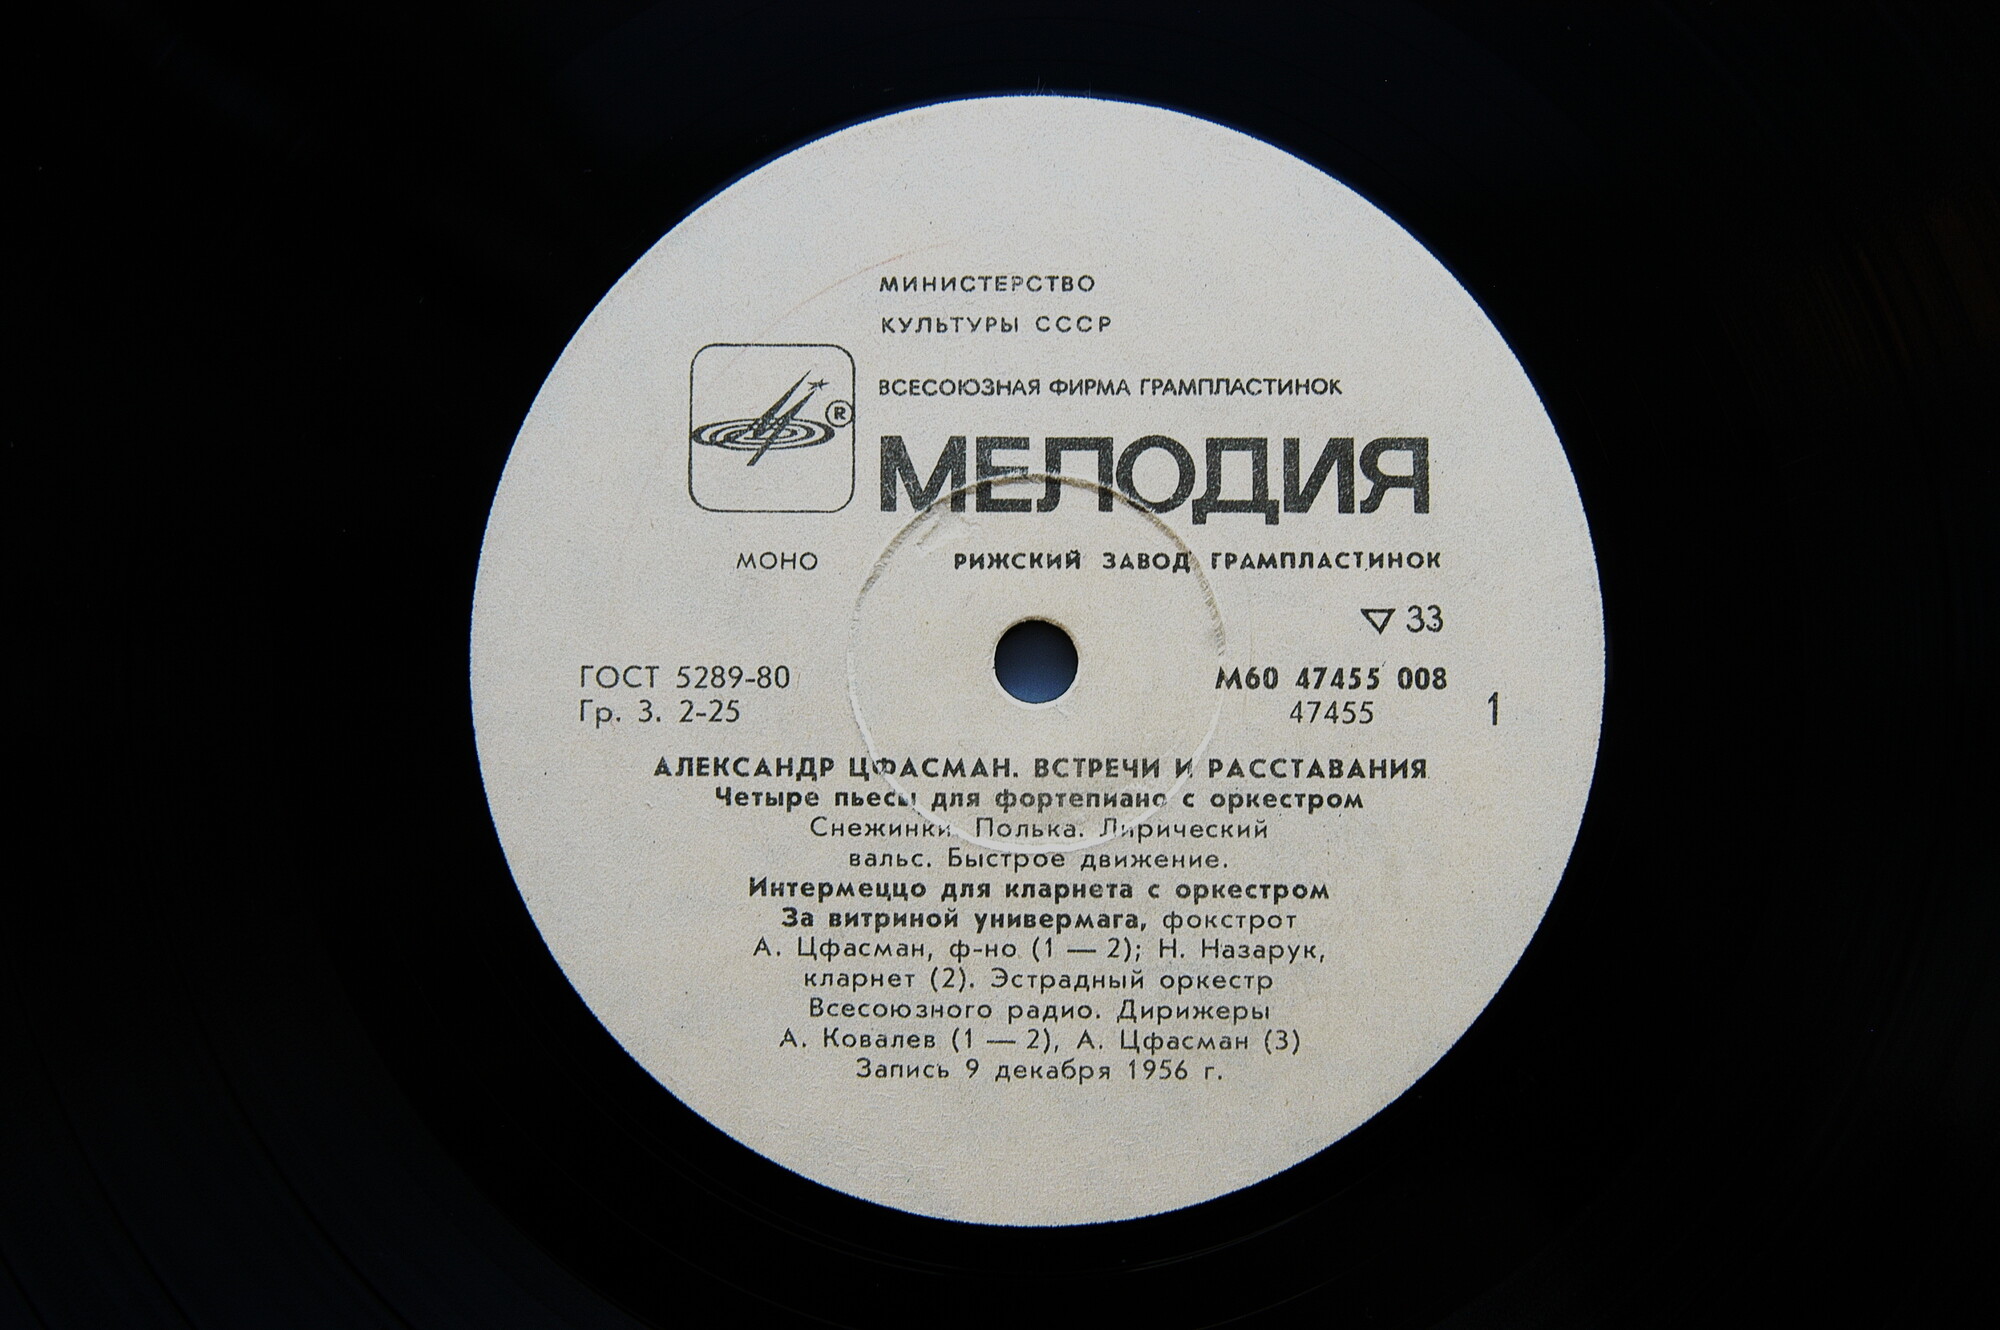 МИНИСТЕРСТВО
КУЛЬТУРЫ СССР
ВСЕСОЮЗНАЯ ФИРМА ГРАМПЛАСТИНОК
®
МЕЛОДИЯ
МОНО РИЖСКИЙ ЗАВОД ГРАМПЛАСТИНОК
▽ 33
ГОСТ 5289-80 М60 47455 008
Гр. 3. 2-25 47455 1
АЛЕКСАНДР ЦФАСМАН. ВСТРЕЧИ И РАССТАВАНИЯ
Четыре пьесы для фортепиано с оркестром
Снежинки. Полька. Лирический
вальс. Быстрое движение.
Интермеццо для кларнета с оркестром
За витриной универмага, фокстрот
А. Цфасман, ф-но (1 — 2); Н. Назарук,
кларнет (2). Эстрадный оркестр
Всесоюзного радио. Дирижеры
А. Ковалев (1 — 2), А. Цфасман (3)
Запись 9 декабря 1956 г.